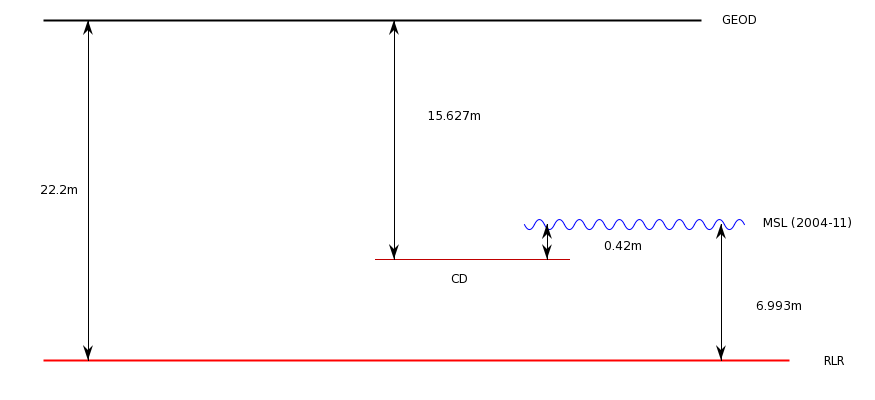 GEOD
15.627m
22.2m
MSL (2004-11)
0.42m
CD
6.993m
RLR